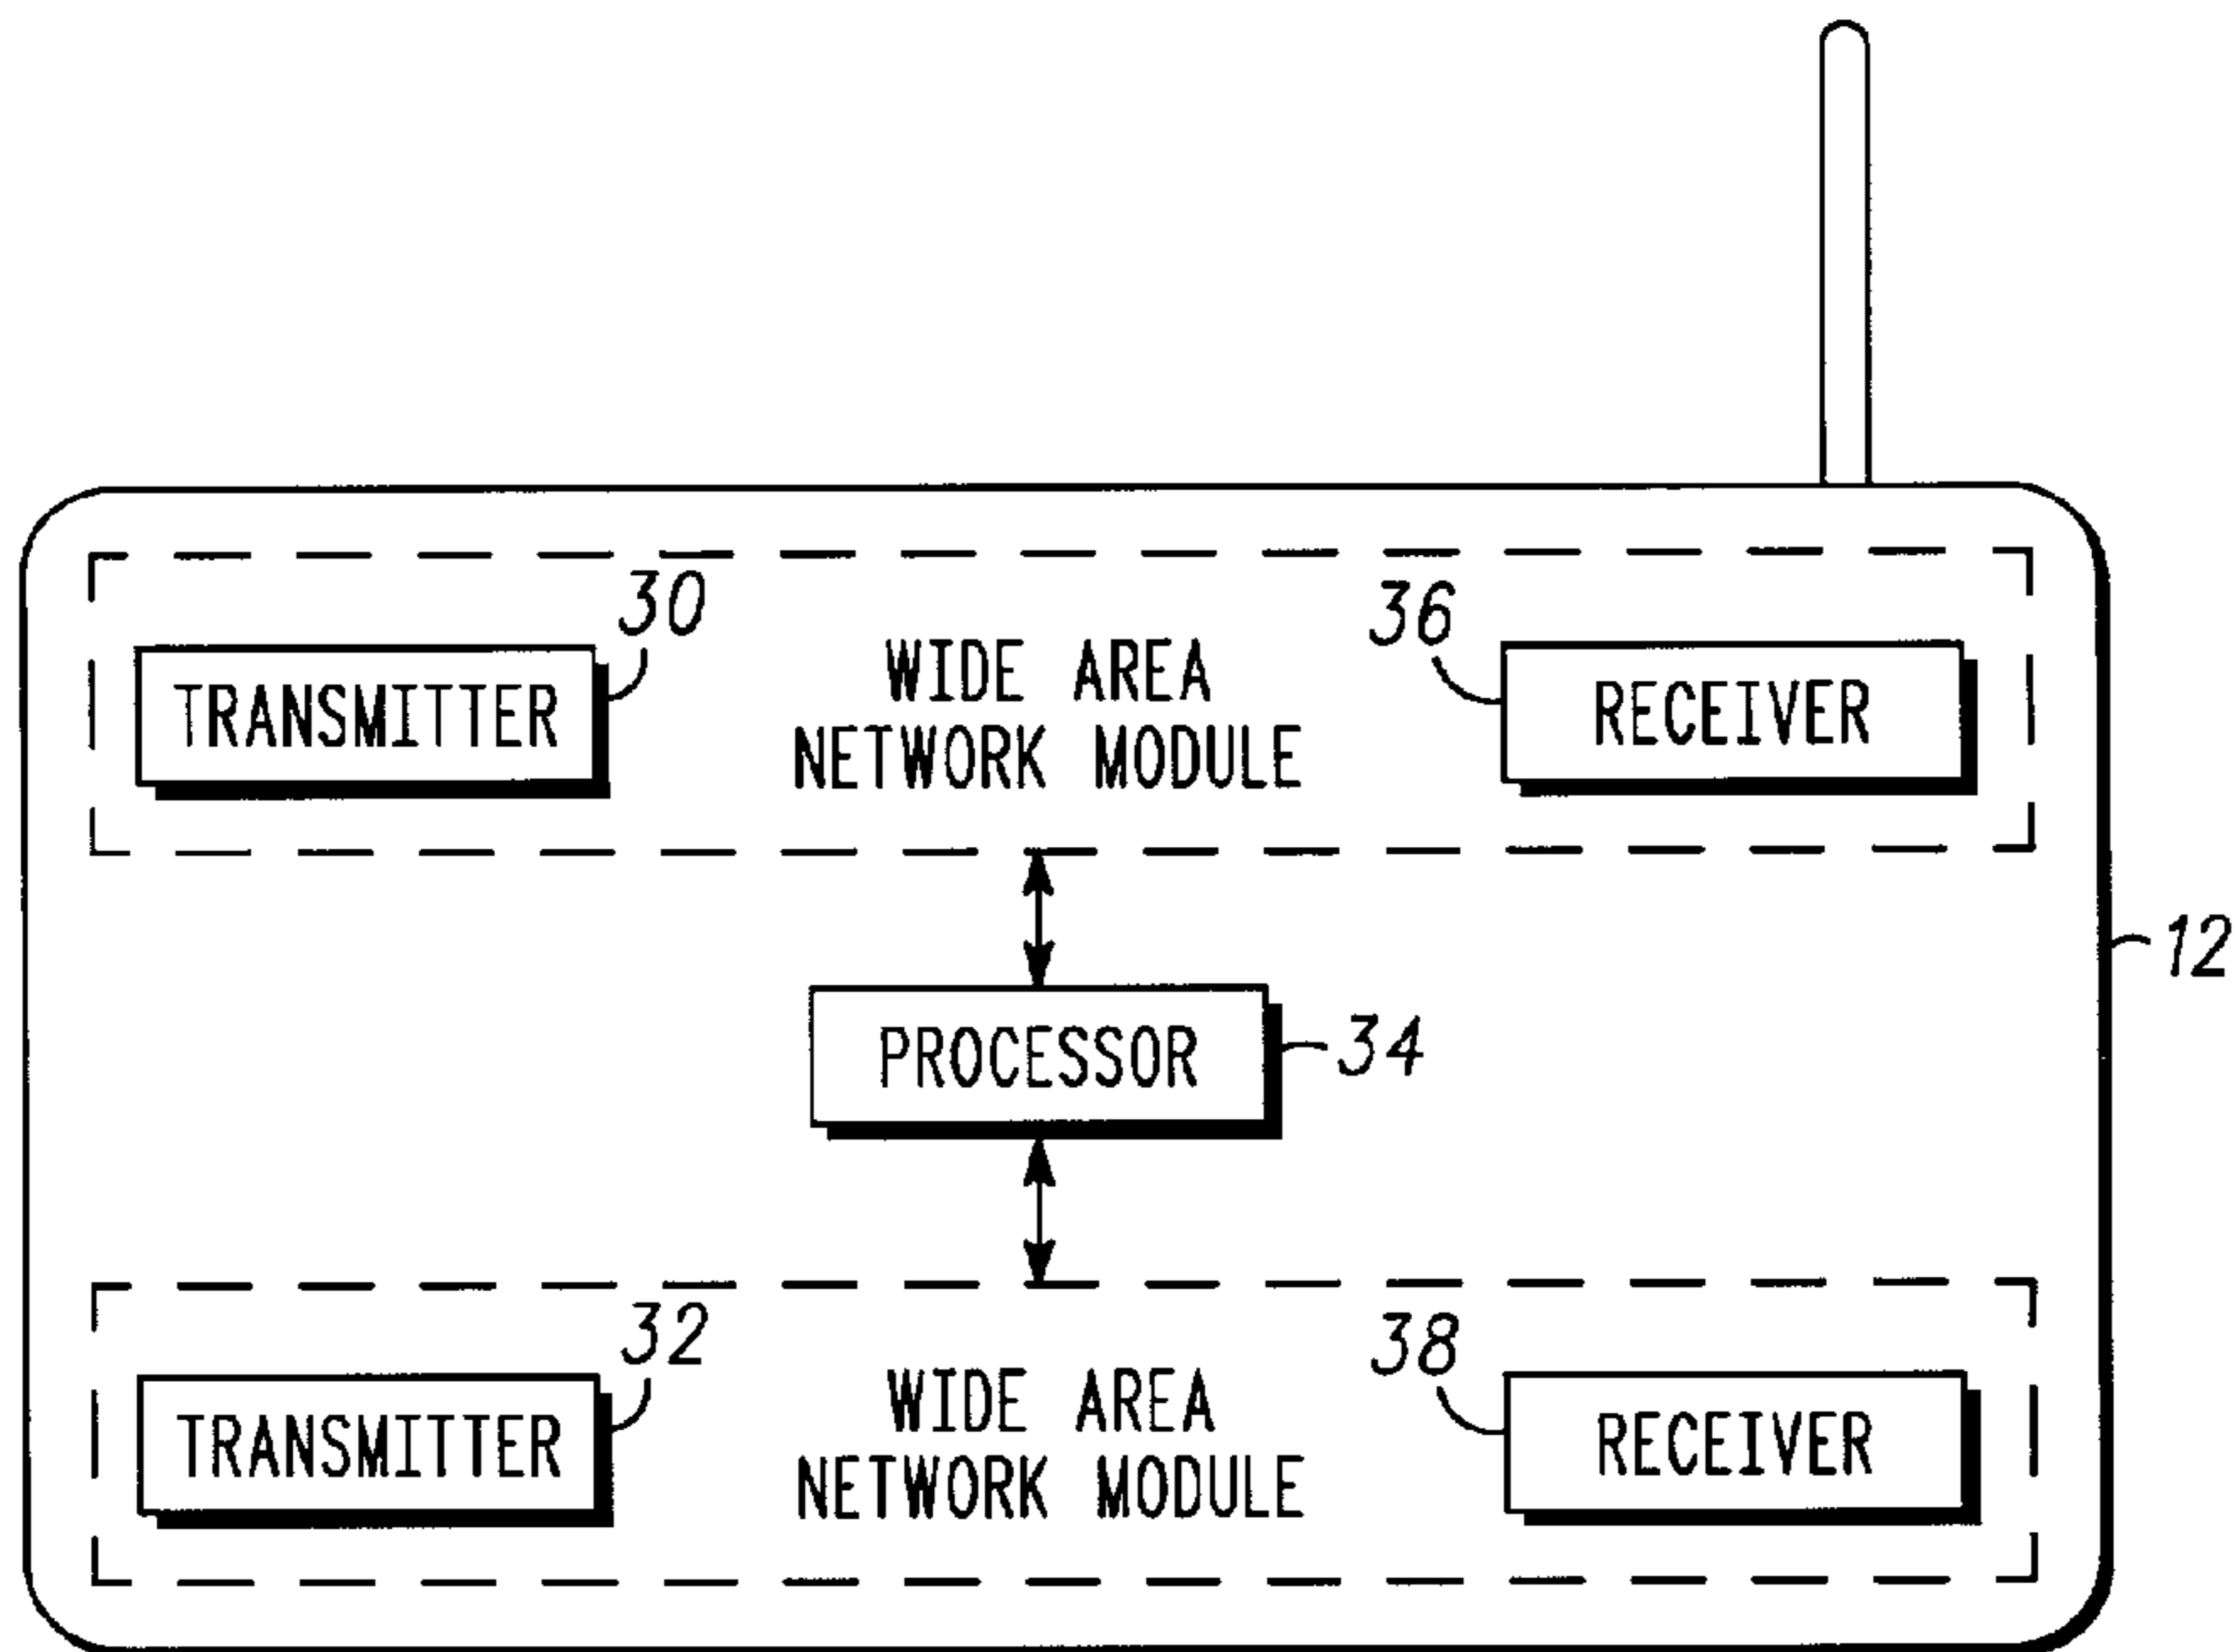 30
36
WIDE AREA
TRANSMITTER
RECEIVER
NETWORK MODULE
12
PROCESSOR
34
32
38
WIDE AREA
TRANSMITTER
RECEIVER
NETWORK MODULE